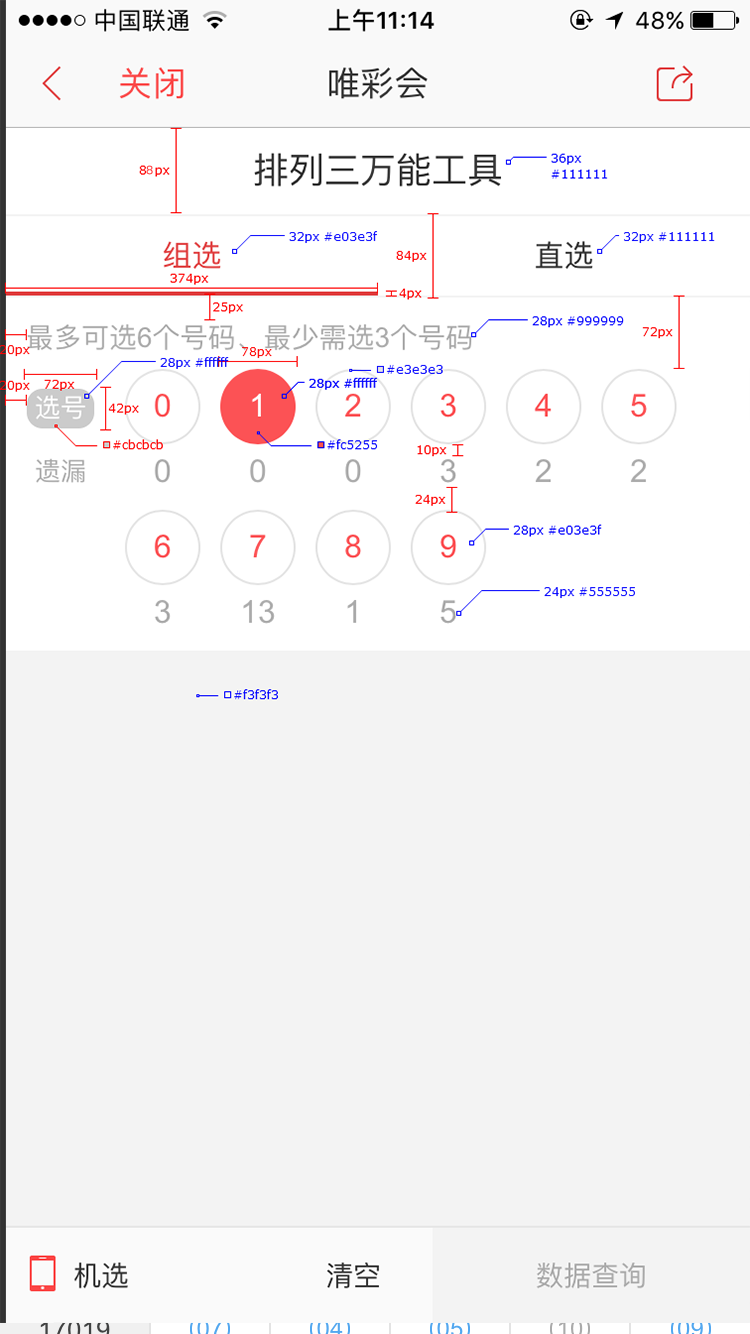 中国联通 上午11:14 48%
关闭 唯彩会
88px 排列三万能工具 36px
#111111
组选 32px #e03e3f 84px 直选 32px #111111
374px
4px
25px
最多可选6个号码、最少需选3个号码 28px #999999 72px
20px 78px
28px #ffffff #e3e3e3
20px 72px 28px #ffffff
选号 42px 0 1 2 3 4 5
#cbcbcb #fc5255 10px
遗漏 0 0 0 3 2 2
24px
6 7 8 9 28px #e03e3f
3 13 1 5 24px #555555
#f3f3f3
机选 清空 数据查询
17019 (07) (04) (05) (10) (09)